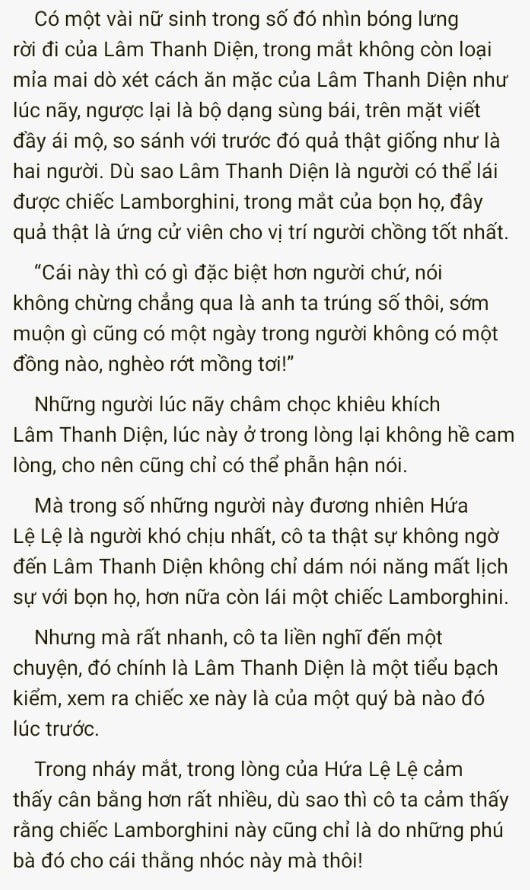 Có một vài nữ sinh trong số đó nhìn bóng lưng
rời đi của Lâm Thanh Diện, trong mắt không còn loại
mỉa mai dò xét cách ăn mặc của Lâm Thanh Diện như
lúc nãy, ngược lại là bộ dạng sùng bái, trên mặt viết
đầy ái mộ, so sánh với trước đó quả thật giống như là
hai người. Dù sao Lâm Thanh Diện là người có thể lái
được chiếc Lamborghini, trong mắt của bọn họ, đây
quả thật là ứng cử viên cho vị trí người chồng tốt nhất.
“Cái này thì có gì đặc biệt hơn người chứ, nói
không chừng chẳng qua là anh ta trúng số thôi, sớm
muộn gì cũng có một ngày trong người không có một
đồng nào, nghèo rớt mồng tơi!”
Những người lúc nãy châm chọc khiêu khích
Lâm Thanh Diện, lúc này ở trong lòng lại không hề cam
lòng, cho nên cũng chỉ có thể phẫn hận nói.
Mà trong số những người này đương nhiên Hứa
Lệ Lệ là người khó chịu nhất, cô ta thật sự không ngờ
đến Lâm Thanh Diện không chỉ dám nói năng mất lịch
sự với bọn họ, hơn nữa còn lái một chiếc Lamborghini.
Nhưng mà rất nhanh, cô ta liền nghĩ đến một
chuyện, đó chính là Lâm Thanh Diện là một tiểu bạch
kiểm, xem ra chiếc xe này là của một quý bà nào đó
lúc trước.
Trong nháy mắt, trong lòng của Hứa Lệ Lệ cảm
thấy cân bằng hơn rất nhiều, dù sao thì cô ta cảm thấy
rằng chiếc Lamborghini này cũng chỉ là do những phú
bà đó cho cái thằng nhóc này mà thôi!